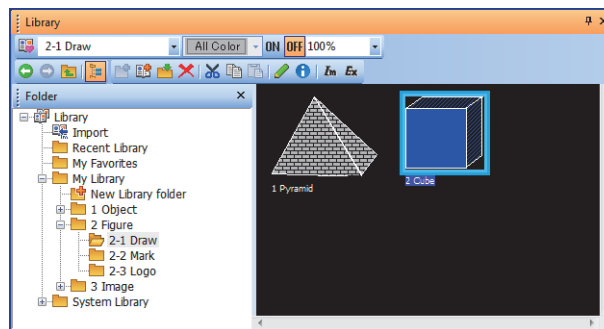 Library
2-1 Draw All Color ON OFF 100%
Im Ex
Folder
Library
Import
Recent Library
My Favorites
My Library
New Library folder
1 Object
2 Figure
2-1 Draw
2-2 Mark
2-3 Logo
3 Image
System Library
1 Pyramid
2 Cube